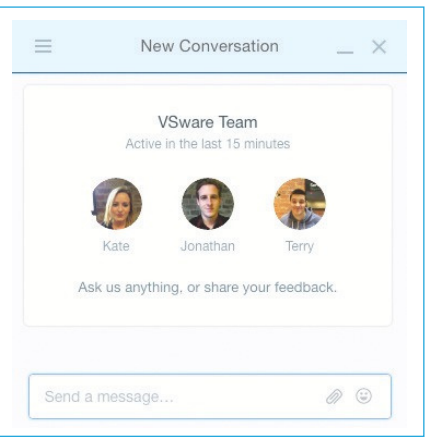 New Conversation
VSware Team
Active in the last 15 minutes
Kate Jonathan Terry
Ask us anything, or share your feedback.
Send a message...